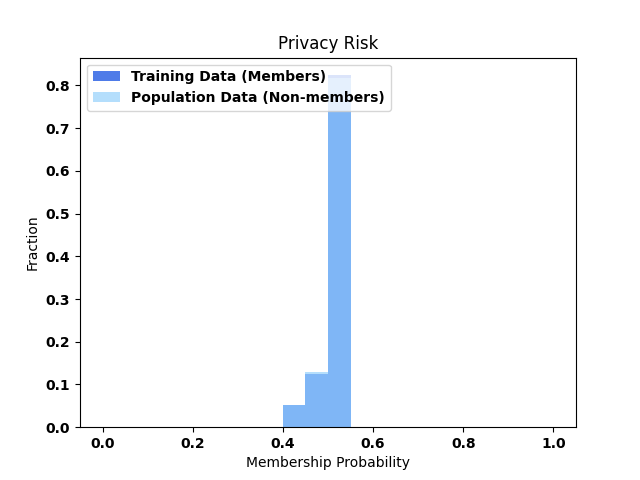 Privacy Risk
Training Data (Members)
Population Data (Non-members)
0.8
0.7
0.6
0.5
0.4
0.3
0.2
0.1
0.0
Fraction
0.0 0.2 0.4 0.6 0.8 1.0
Membership Probability